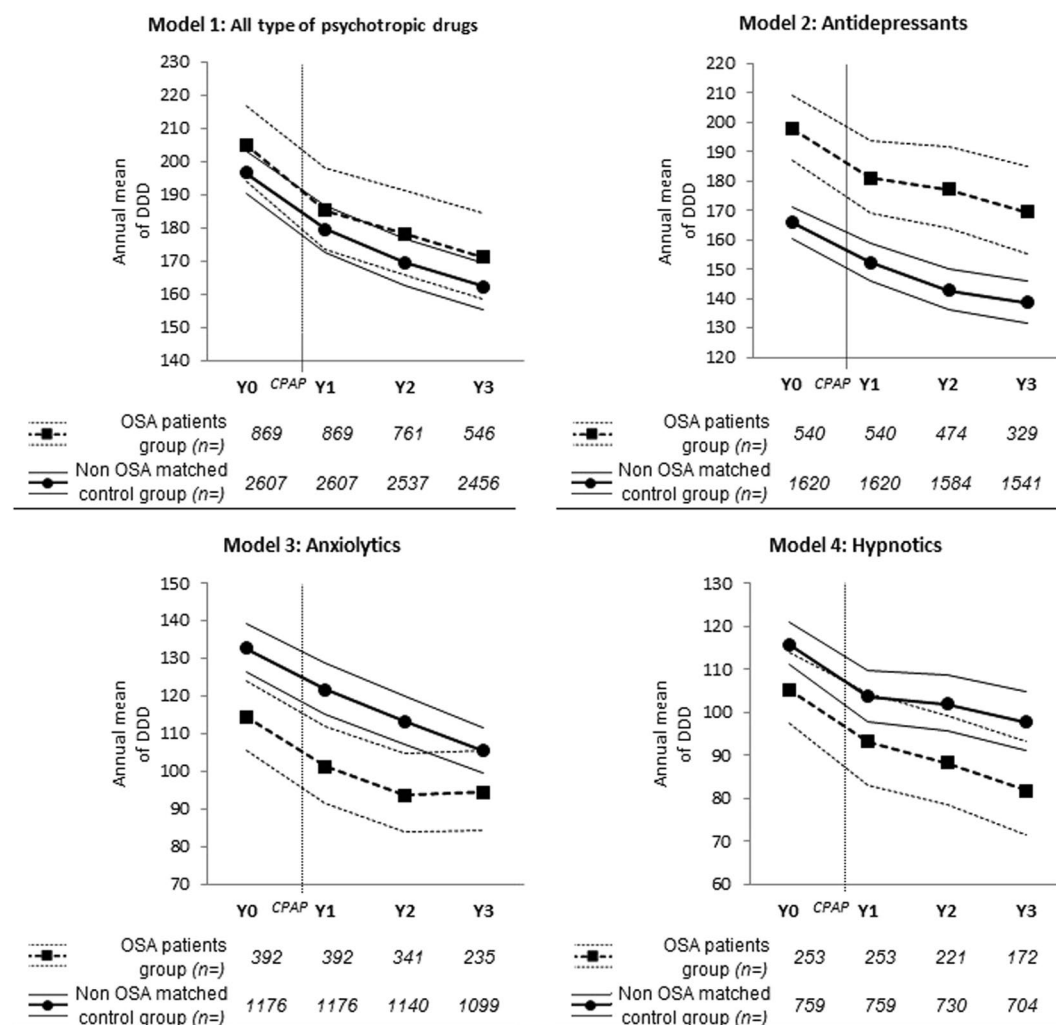 Model 1: All type of psychotropic drugs
Annual mean
of DDD
230
220
210
200
190
180
170
160
150
140
Y0 CPAP Y1 Y2 Y3
OSA patients
group (n=) 869 869 761 546
Non OSA matched
control group (n=) 2607 2607 2537 2456
Model 2: Antidepressants
Annual mean
of DDD
220
210
200
190
180
170
160
150
140
130
120
Y0 CPAP Y1 Y2 Y3
OSA patients
group (n=) 540 540 474 329
Non OSA matched
control group (n=) 1620 1620 1584 1541
Model 3: Anxiolytics
Annual mean
of DDD
150
140
130
120
110
100
90
80
70
Y0 CPAP Y1 Y2 Y3
OSA patients
group (n=) 392 392 341 235
Non OSA matched
control group (n=) 1176 1176 1140 1099
Model 4: Hypnotics
Annual mean
of DDD
130
120
110
100
90
80
70
60
Y0 CPAP Y1 Y2 Y3
OSA patients
group (n=) 253 253 221 172
Non OSA matched
control group (n=) 759 759 730 704